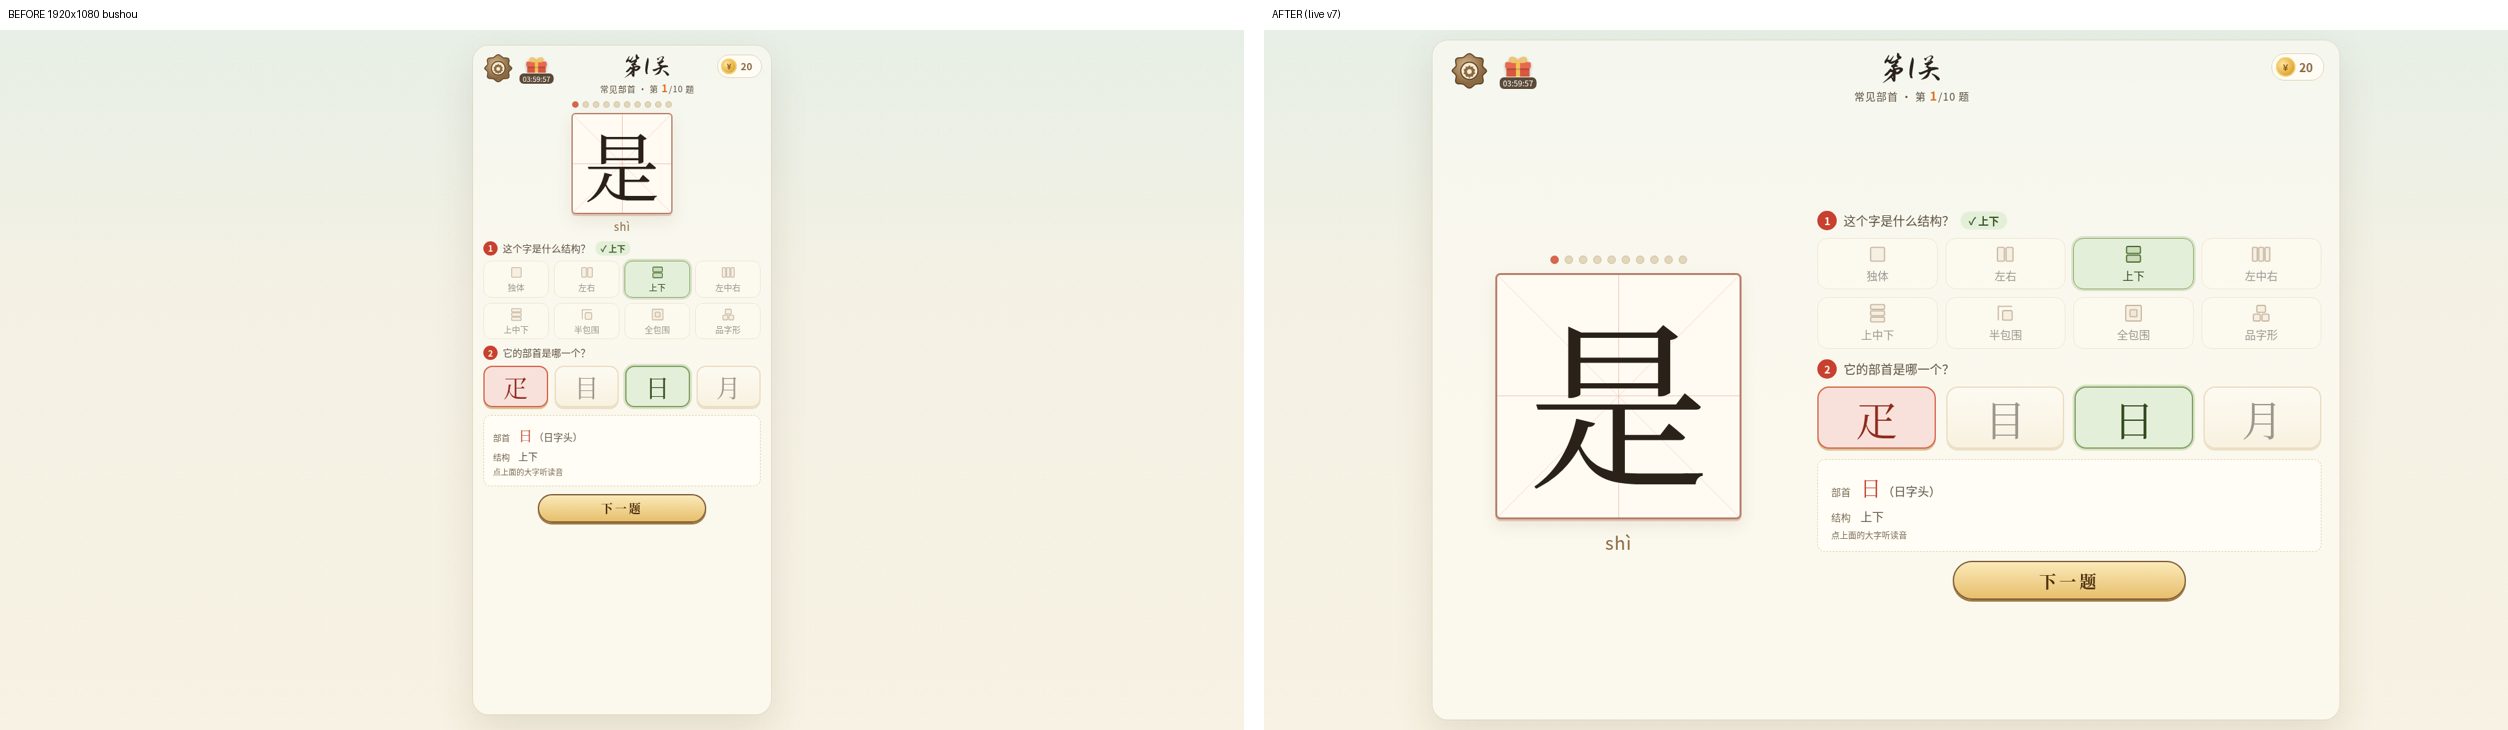 BEFORE 1920x1080 bushou
第1关
03:59:57
¥ 20
常见部首 · 第 1/10 题
是
shì
1 这个字是什么结构？ ✓上下
独体 左右 上下 左中右
上中下 半包围 全包围 品字形
2 它的部首是哪一个？
疋 目 日 月
部首 日（日字头）
结构 上下
点上面的大字听读音
下一题
AFTER (live v7)
第1关
03:59:57
¥ 20
常见部首 · 第 1/10 题
是
shì
1 这个字是什么结构？ ✓上下
独体 左右 上下 左中右
上中下 半包围 全包围 品字形
2 它的部首是哪一个？
疋 目 日 月
部首 日（日字头）
结构 上下
点上面的大字听读音
下一题